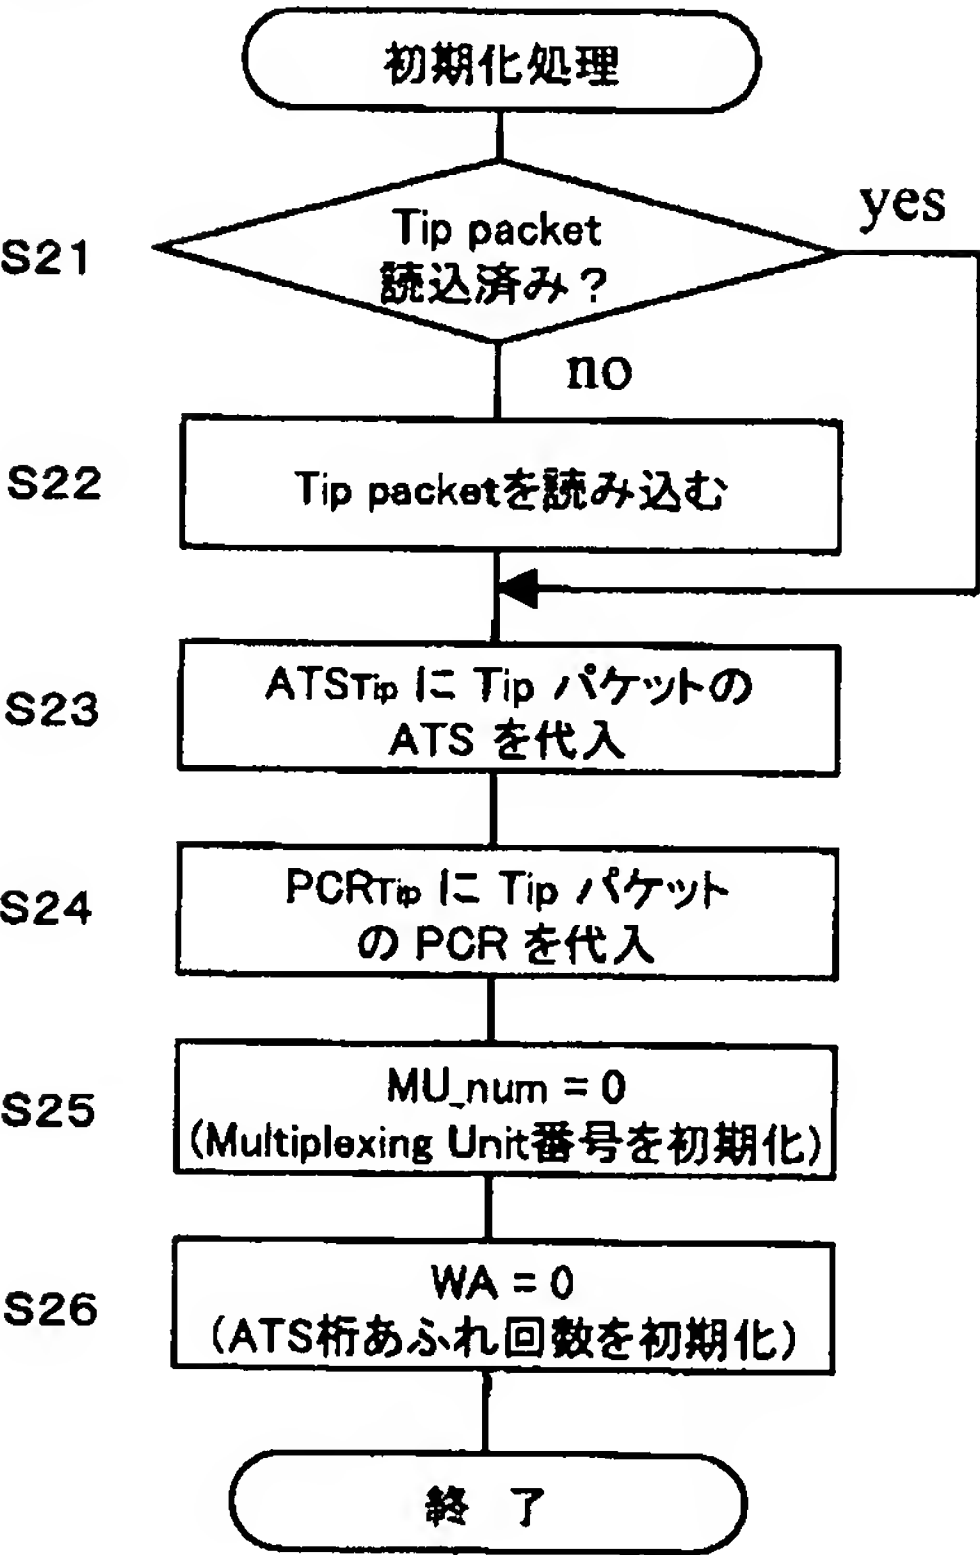 初期化処理
yes
S21
Tip packet
読込済み？
no
S22
Tip packetを読み込む
S23
ATSTip に Tip パケットの
ATS を代入
S24
PCRTip に Tip パケット
の PCR を代入
S25
MU_num = 0
(Multiplexing Unit番号を初期化)
S26
WA = 0
(ATS桁あふれ回数を初期化)
終 了